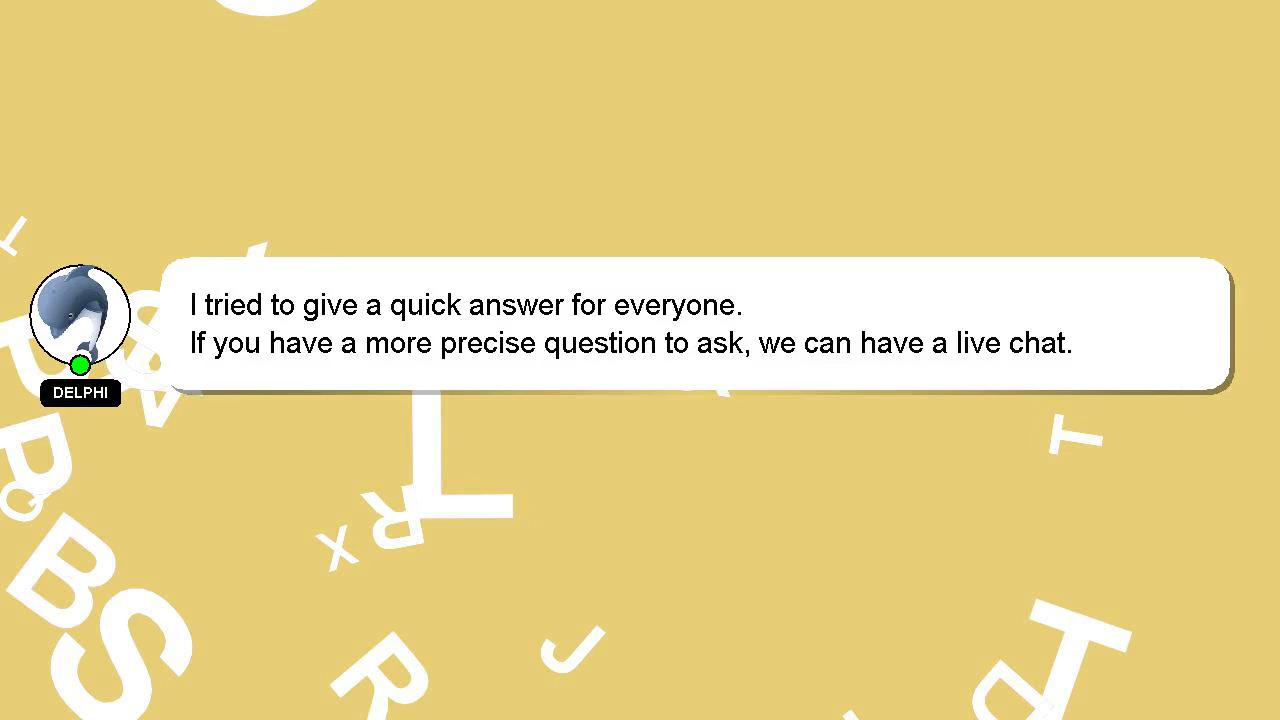 I tried to give a quick answer for everyone.
If you have a more precise question to ask, we can have a live chat.
DELPHI
T
L
T
R
Q
X
R
B
S
R
J
T
D